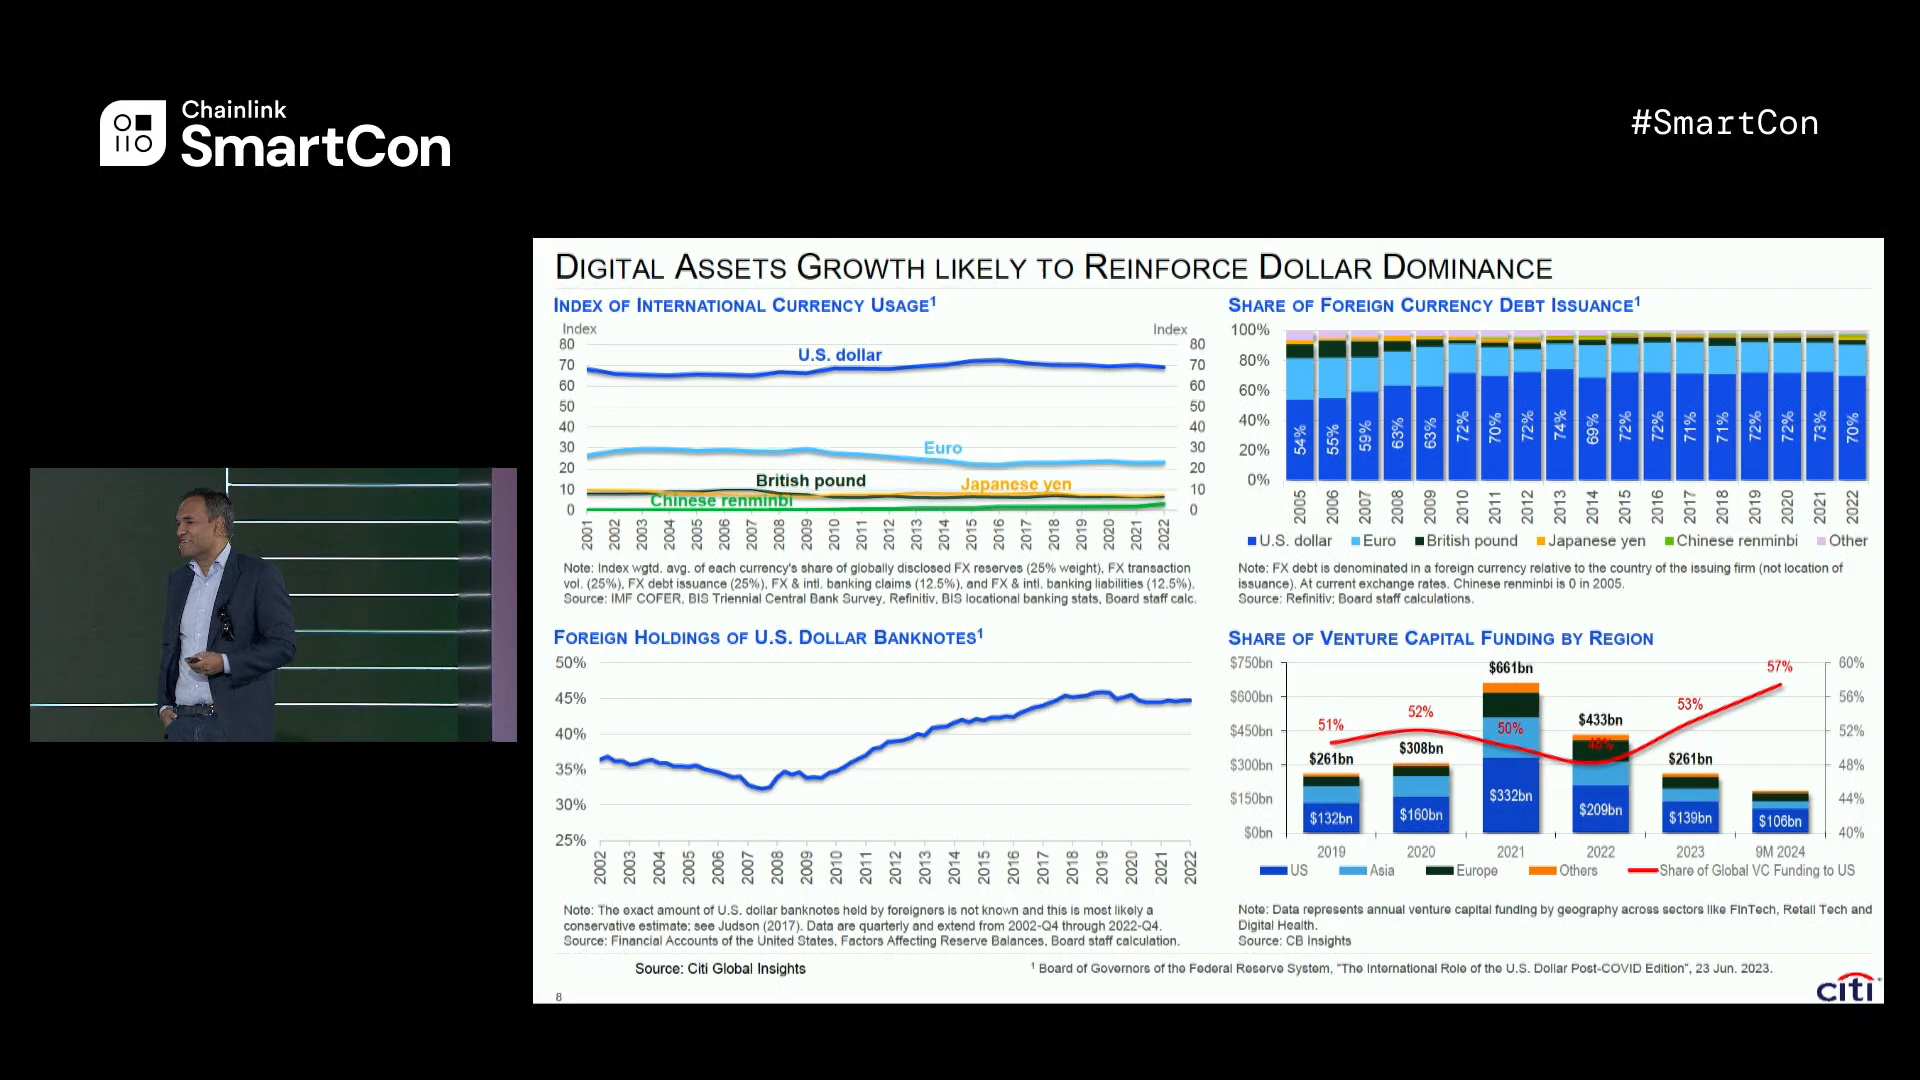 Chainlink
SmartCon
#SmartCon
DIGITAL ASSETS GROWTH LIKELY TO REINFORCE DOLLAR DOMINANCE
INDEX OF INTERNATIONAL CURRENCY USAGE¹
Index
Index
80
70
60
50
40
30
20
10
0
80
70
60
50
40
30
20
10
0
U.S. dollar
Euro
British pound
Japanese yen
Chinese renminbi
2001 2002 2003 2004 2005 2006 2007 2008 2009 2010 2011 2012 2013 2014 2015 2016 2017 2018 2019 2020 2021 2022
Note: Index wgtd. avg. of each currency's share of globally disclosed FX reserves (25% weight), FX transaction
vol. (25%), FX debt issuance (25%), FX & intl. banking claims (12.5%), and FX & intl. banking liabilities (12.5%).
Source: IMF COFER, BIS Triennial Central Bank Survey, Refinitiv, BIS locational banking stats, Board staff calc.
SHARE OF FOREIGN CURRENCY DEBT ISSUANCE¹
100%
80%
60%
40%
20%
0%
54% 55% 59% 63% 63% 72% 70% 72% 74% 69% 72% 72% 71% 71% 72% 72% 73% 70%
2005 2006 2007 2008 2009 2010 2011 2012 2013 2014 2015 2016 2017 2018 2019 2020 2021 2022
U.S. dollar Euro British pound Japanese yen Chinese renminbi Other
Note: FX debt is denominated in a foreign currency relative to the country of the issuing firm (not location of
issuance). At current exchange rates. Chinese renminbi is 0 in 2005.
Source: Refinitiv; Board staff calculations.
FOREIGN HOLDINGS OF U.S. DOLLAR BANKNOTES¹
50%
45%
40%
35%
30%
25%
2002 2003 2004 2005 2006 2007 2008 2009 2010 2011 2012 2013 2014 2015 2016 2017 2018 2019 2020 2021 2022
Note: The exact amount of U.S. dollar banknotes held by foreigners is not known and this is most likely a
conservative estimate; see Judson (2017). Data are quarterly and extend from 2002-Q4 through 2022-Q4.
Source: Financial Accounts of the United States, Factors Affecting Reserve Balances, Board staff calculation.
SHARE OF VENTURE CAPITAL FUNDING BY REGION
$750bn
$600bn
$450bn
$300bn
$150bn
$0bn
60%
56%
52%
48%
44%
40%
51% 52% 50% 48% 53% 57%
$261bn $308bn $661bn $433bn $261bn
$132bn $160bn $332bn $209bn $139bn $106bn
2019 2020 2021 2022 2023 9M 2024
US Asia Europe Others Share of Global VC Funding to US
Note: Data represents annual venture capital funding by geography across sectors like FinTech, Retail Tech and
Digital Health.
Source: CB Insights
Source: Citi Global Insights
¹ Board of Governors of the Federal Reserve System, "The International Role of the U.S. Dollar Post-COVID Edition", 23 Jun. 2023.
8
citi